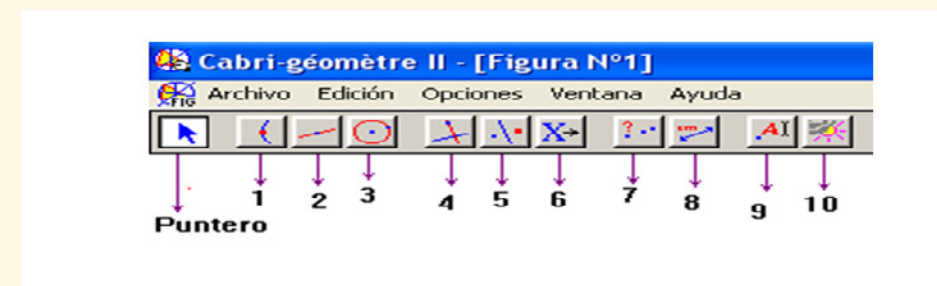 Cabri-géomètre II - [Figura N°1]
FIG Archivo Edición Opciones Ventana Ayuda
A cm ? X
1 2 3 4 5 6 7 8 9 10
Puntero